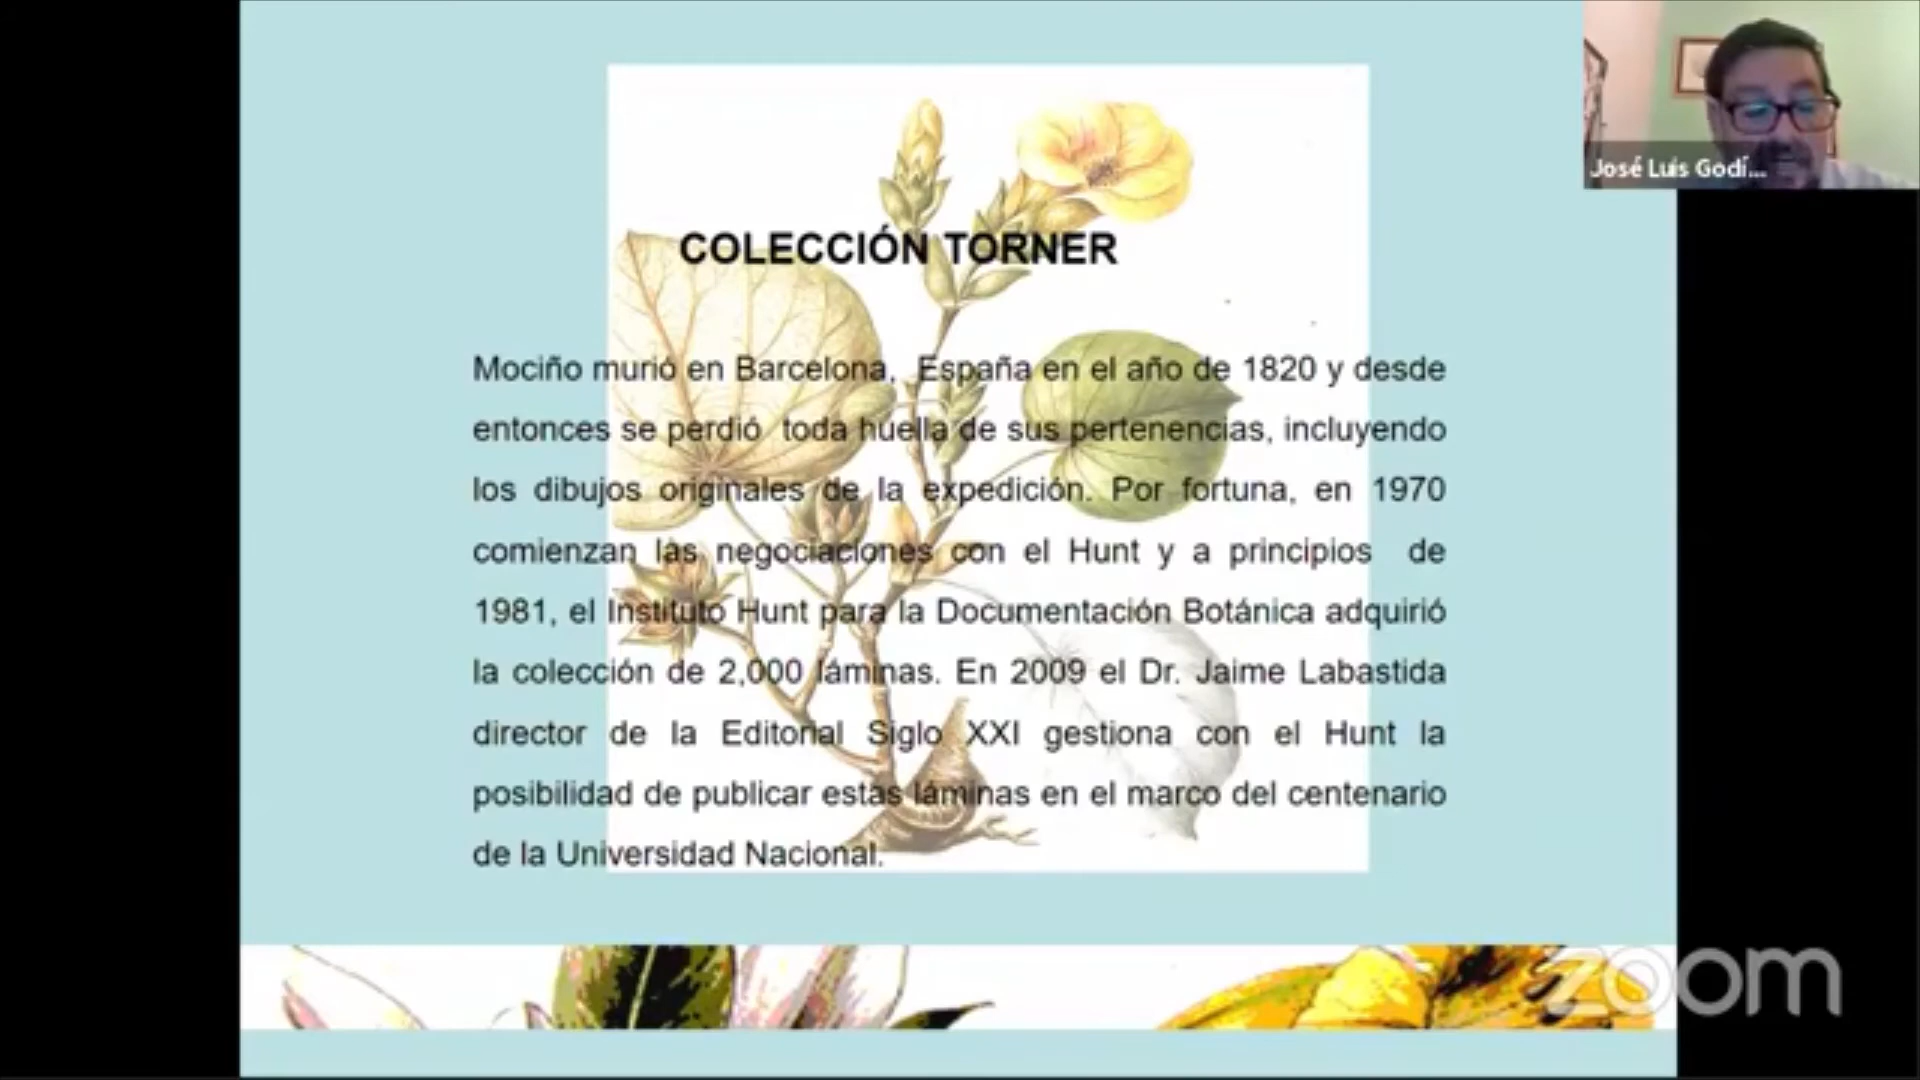 COLECCIÓN TORNER
Mociño murió en Barcelona, España en el año de 1820 y desde
entonces se perdió toda huella de sus pertenencias, incluyendo
los dibujos originales de la expedición. Por fortuna, en 1970
comienzan las negociaciones con el Hunt y a principios de
1981, el Instituto Hunt para la Documentación Botánica adquirió
la colección de 2,000 láminas. En 2009 el Dr. Jaime Labastida
director de la Editorial Siglo XXI gestiona con el Hunt la
posibilidad de publicar estas láminas en el marco del centenario
de la Universidad Nacional.
José Luis Godí...
zoom